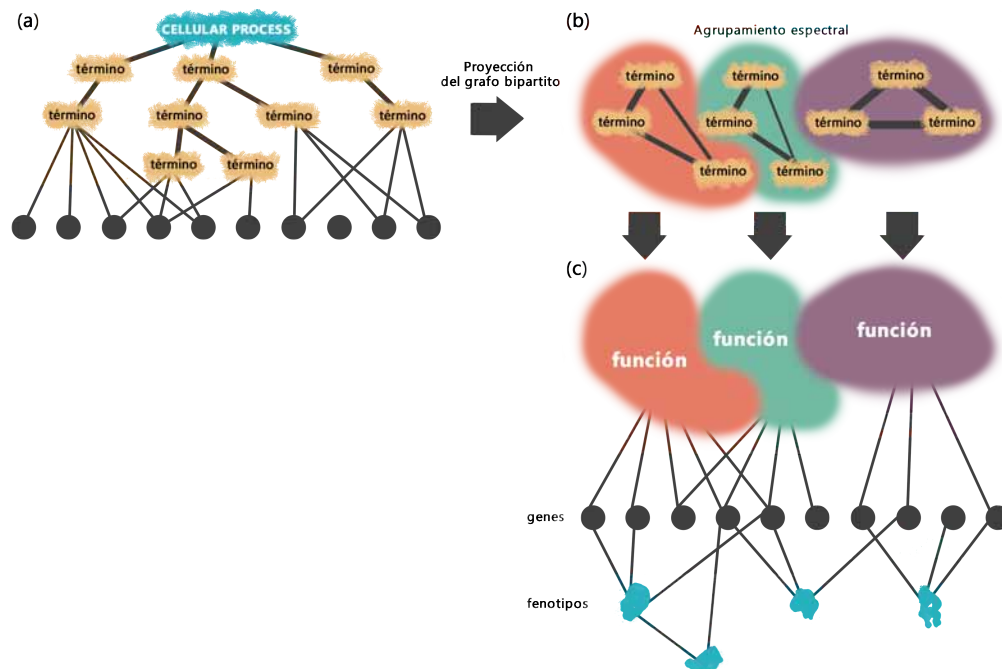 (a)
CELLULAR PROCESS
término
término
término
término
término
término
término
término
término
Proyección
del grafo bipartito
(b)
Agrupamiento espectral
término
término
término
término
término
término
término
término
término
(c)
función
función
función
genes
fenotipos